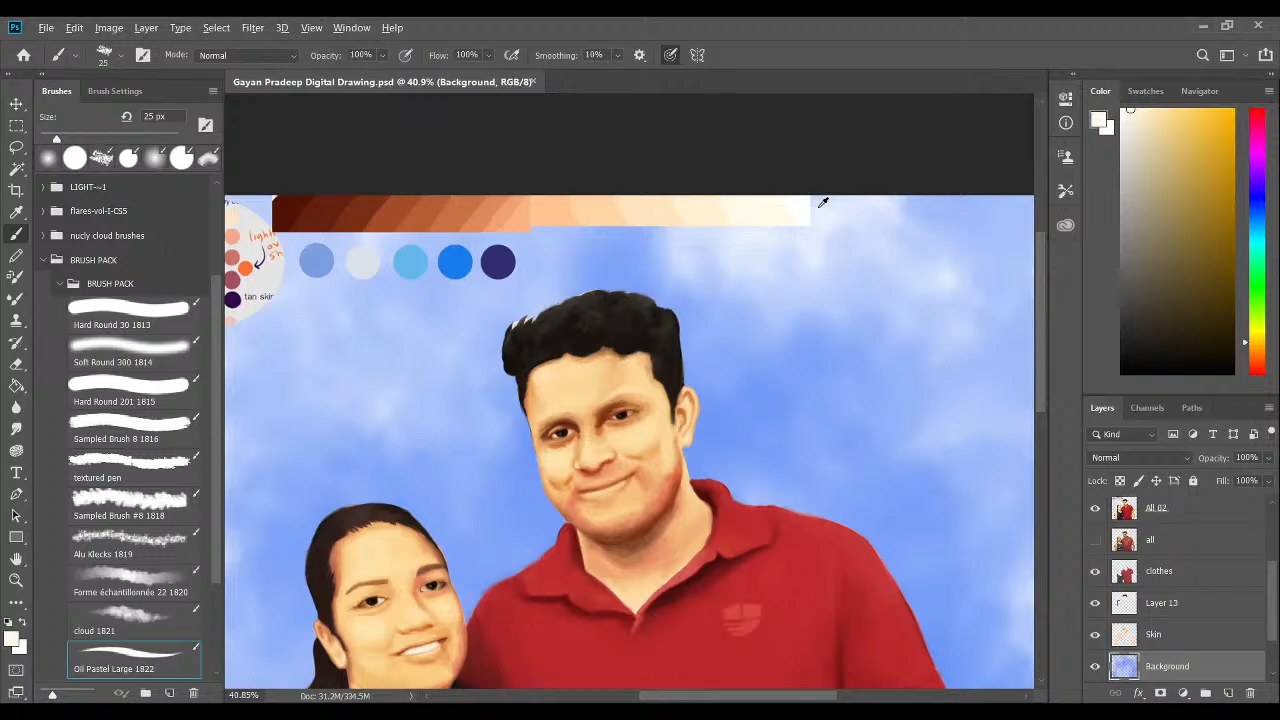 Ps File Edit Image Layer Type Select Filter 3D View Window Help
25 Mode: Normal Opacity: 100% Flow: 100% Smoothing: 10%
Gayan Pradeep Digital Drawing.psd @ 40.9% (Background, RGB/8)
Brushes Brush Settings
Size: 25 px
LIGHT-~1
flares-vol-I-CS5
nucly cloud brushes
BRUSH PACK
BRUSH PACK
Hard Round 30 1813
Soft Round 300 1814
Hard Round 201 1815
Sampled Brush 8 1816
textured pen
Sampled Brush #8 1818
Alu Klecks 1819
Forme échantillonnée 22 1820
cloud 1821
Oil Pastel Large 1822
tan skin
40.85% Doc: 31.2M/334.5M
Color Swatches Navigator
Layers Channels Paths
Kind
Normal Opacity: 100%
Lock: Fill: 100%
All 02
all
clothes
Layer 13
Skin
Background